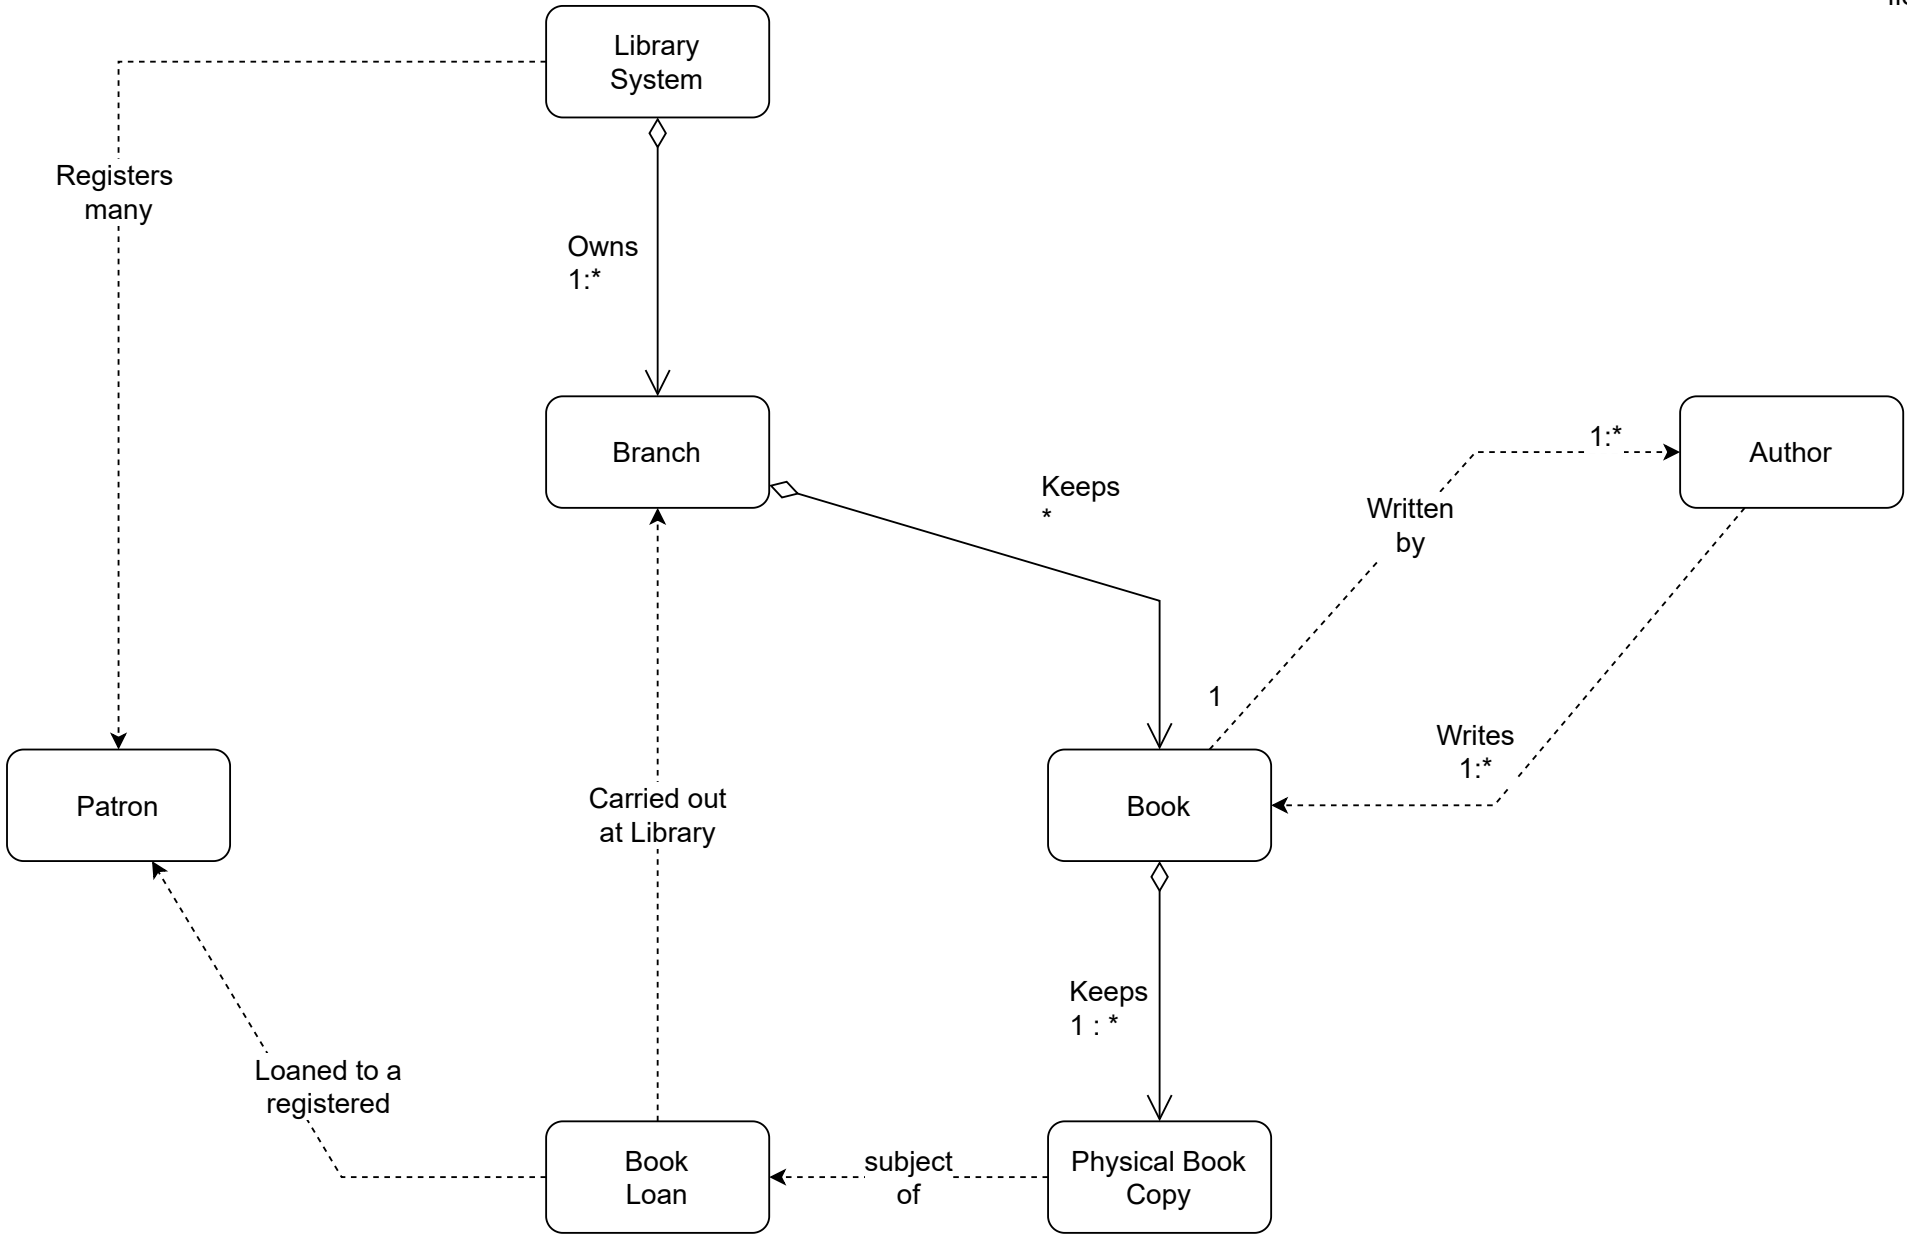 Library
System
Registers
many
Owns
1:*
Branch
Keeps
*
1:*
Author
Written
by
1
Writes
1:*
Patron
Carried out
at Library
Book
Keeps
1 : *
Loaned to a
registered
Book
Loan
subject
of
Physical Book
Copy